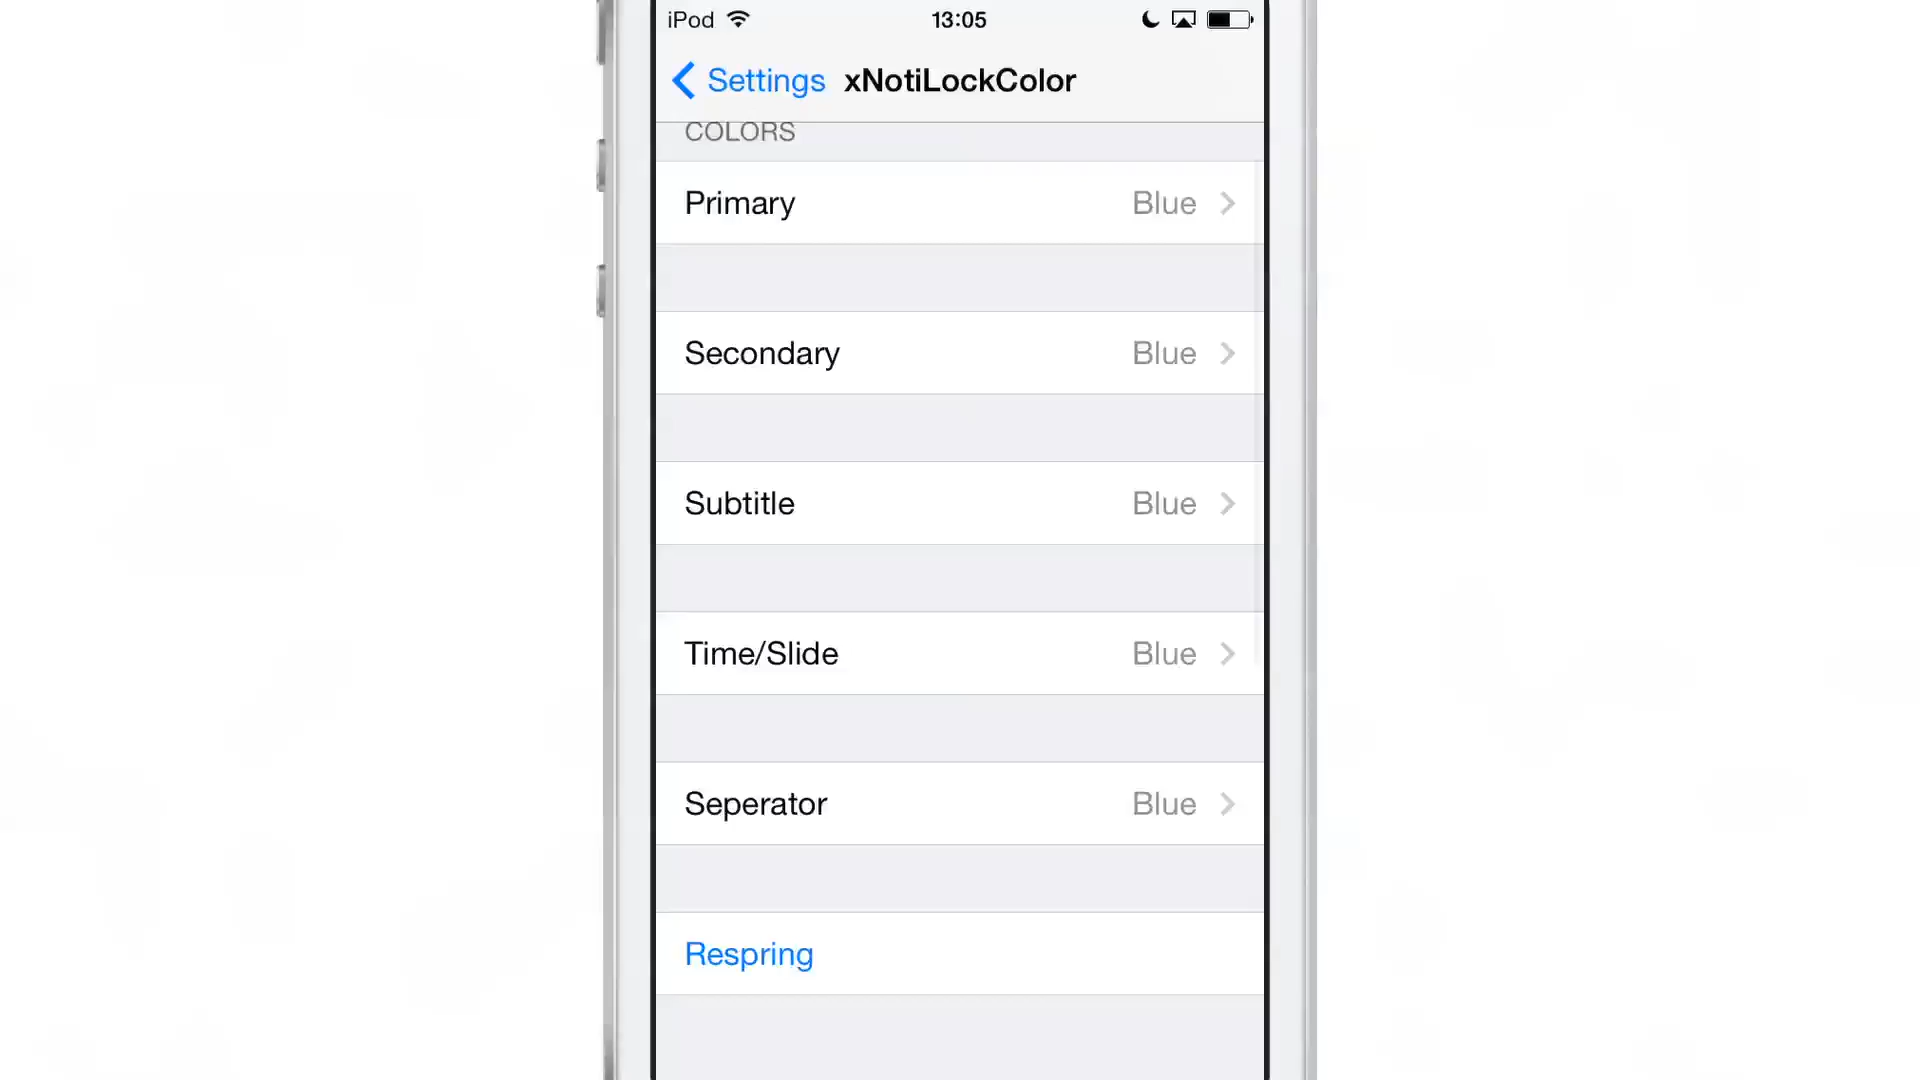 iPod 13:05
Settings xNotiLockColor
COLORS
Primary Blue
Secondary Blue
Subtitle Blue
Time/Slide Blue
Seperator Blue
Respring